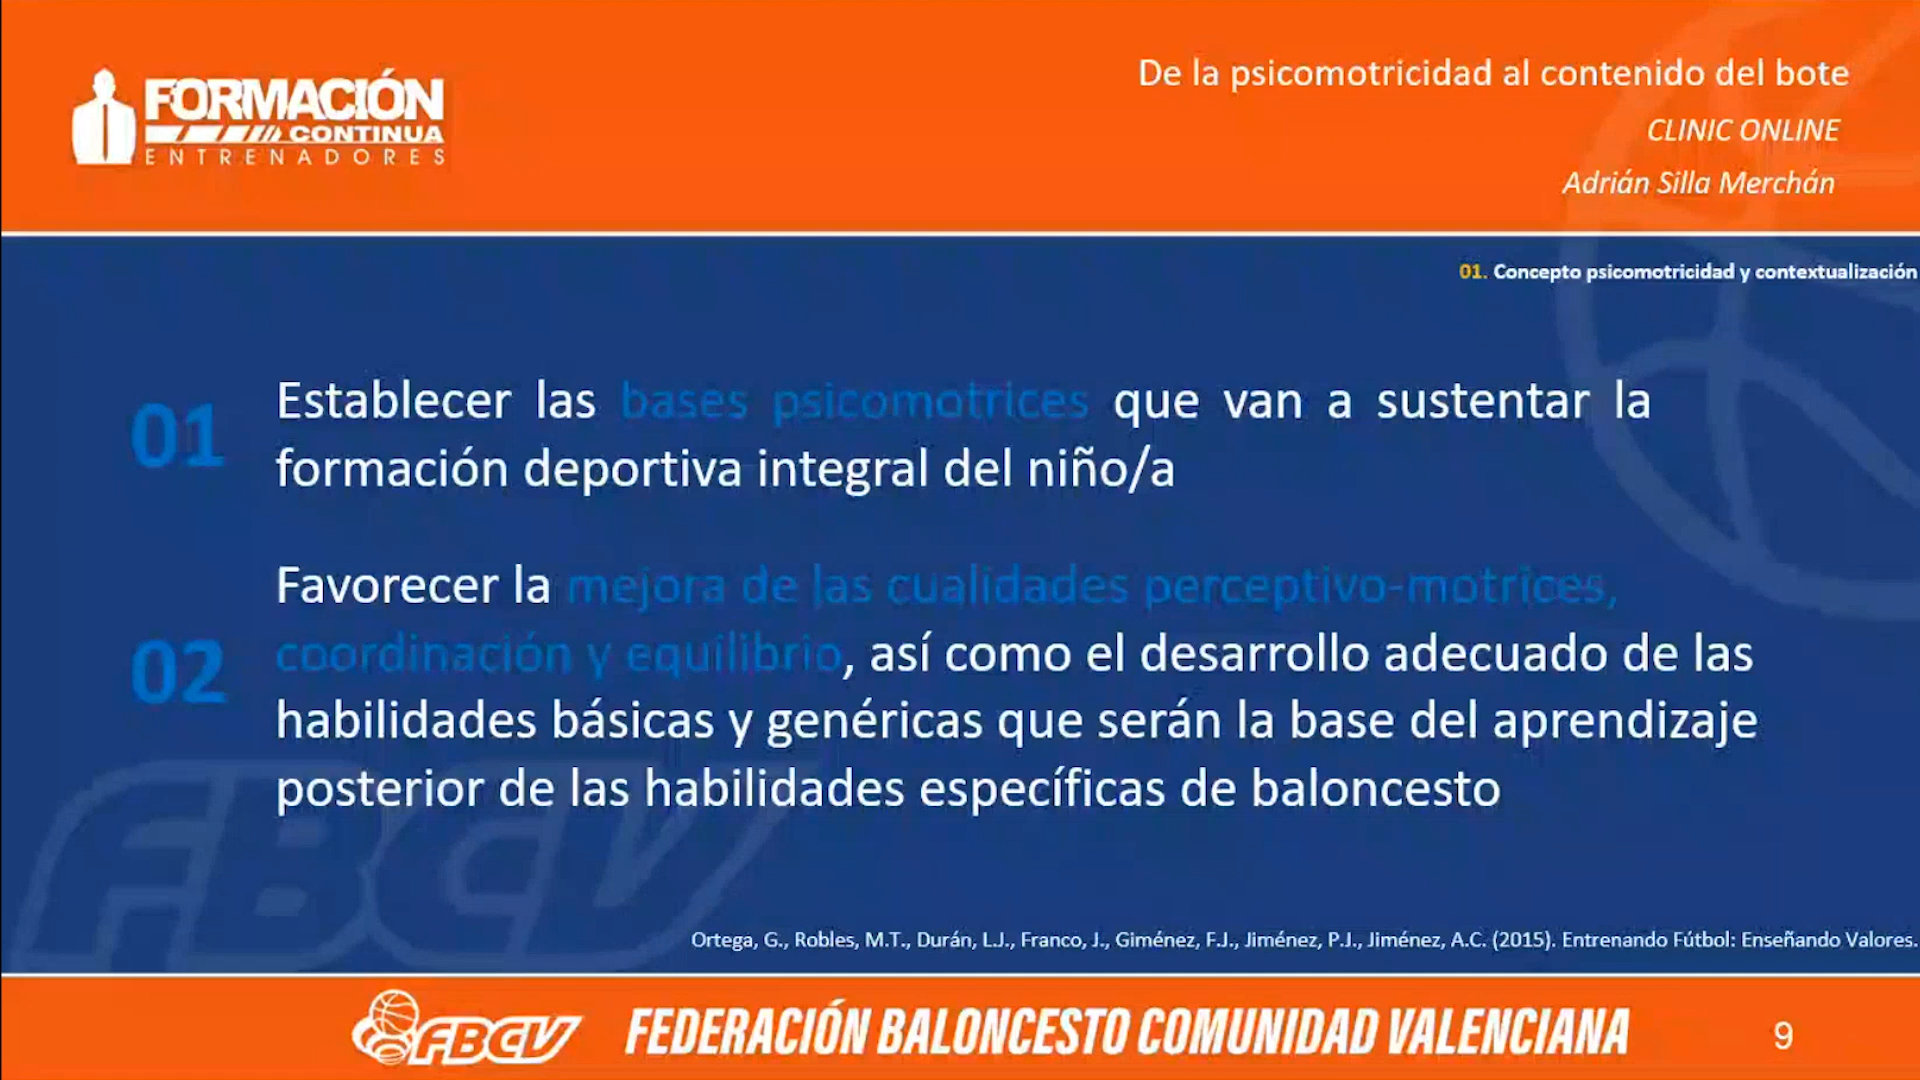 FORMACIÓN
CONTINUA
ENTRENADORES
De la psicomotricidad al contenido del bote
CLINIC ONLINE
Adrián Silla Merchán
01. Concepto psicomotricidad y contextualización
01
Establecer las bases psicomotrices que van a sustentar la
formación deportiva integral del niño/a
02
Favorecer la mejora de las cualidades perceptivo-motrices,
coordinación y equilibrio, así como el desarrollo adecuado de las
habilidades básicas y genéricas que serán la base del aprendizaje
posterior de las habilidades específicas de baloncesto
FBCV
Ortega, G., Robles, M.T., Durán, L.J., Franco, J., Giménez, F.J., Jiménez, P.J., Jiménez, A.C. (2015). Entrenando Fútbol: Enseñando Valores.
FBCV
FEDERACIÓN BALONCESTO COMUNIDAD VALENCIANA
9